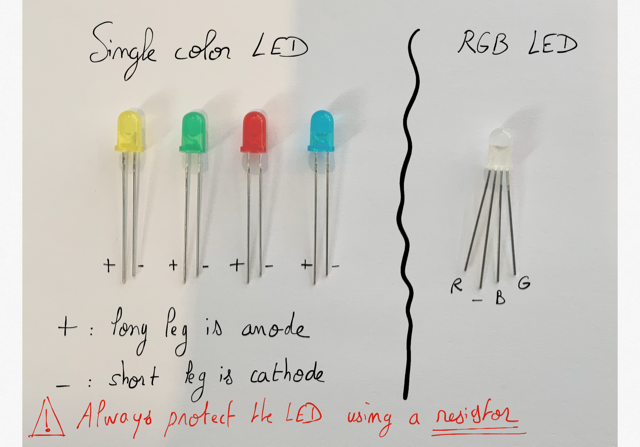 Single color LED
RGB LED
+ - + - + - + -
R - B G
+ : long leg is anode
- : short leg is cathode
⚠ Always protect the LED using a resistor